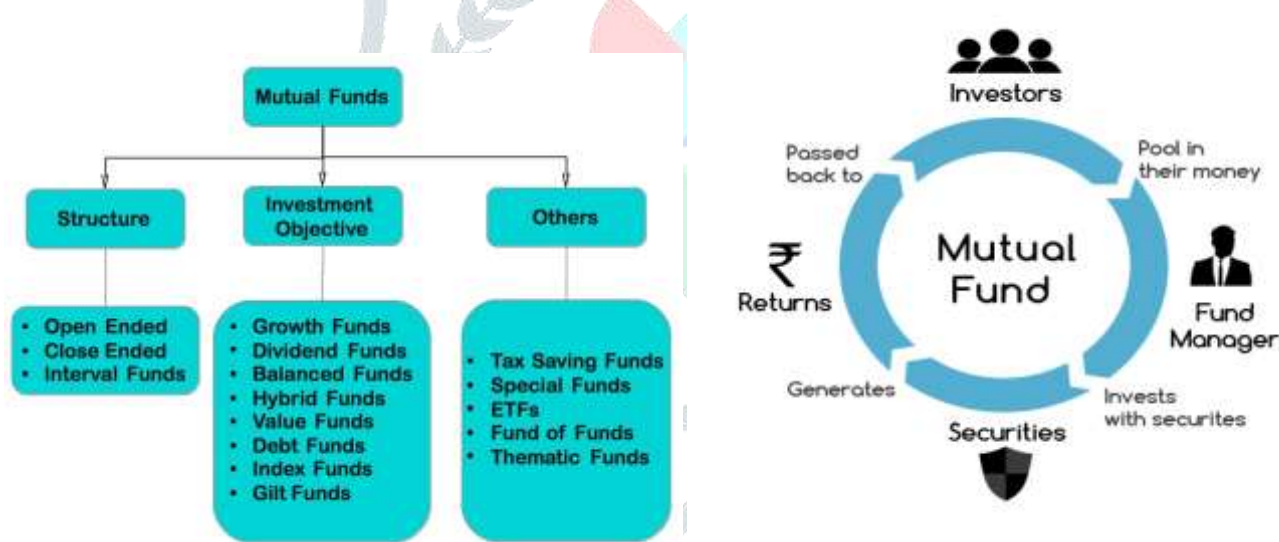 Mutual Funds
Structure
Investment
Objective
Others
• Open Ended
• Close Ended
• Interval Funds
• Growth Funds
• Dividend Funds
• Balanced Funds
• Hybrid Funds
• Value Funds
• Debt Funds
• Index Funds
• Gilt Funds
• Tax Saving Funds
• Special Funds
• ETFs
• Fund of Funds
• Thematic Funds
Investors
Pool in
their money
Fund
Manager
Invests
with securites
Securities
Generates
₹
Returns
Passed
back to
Mutual
Fund